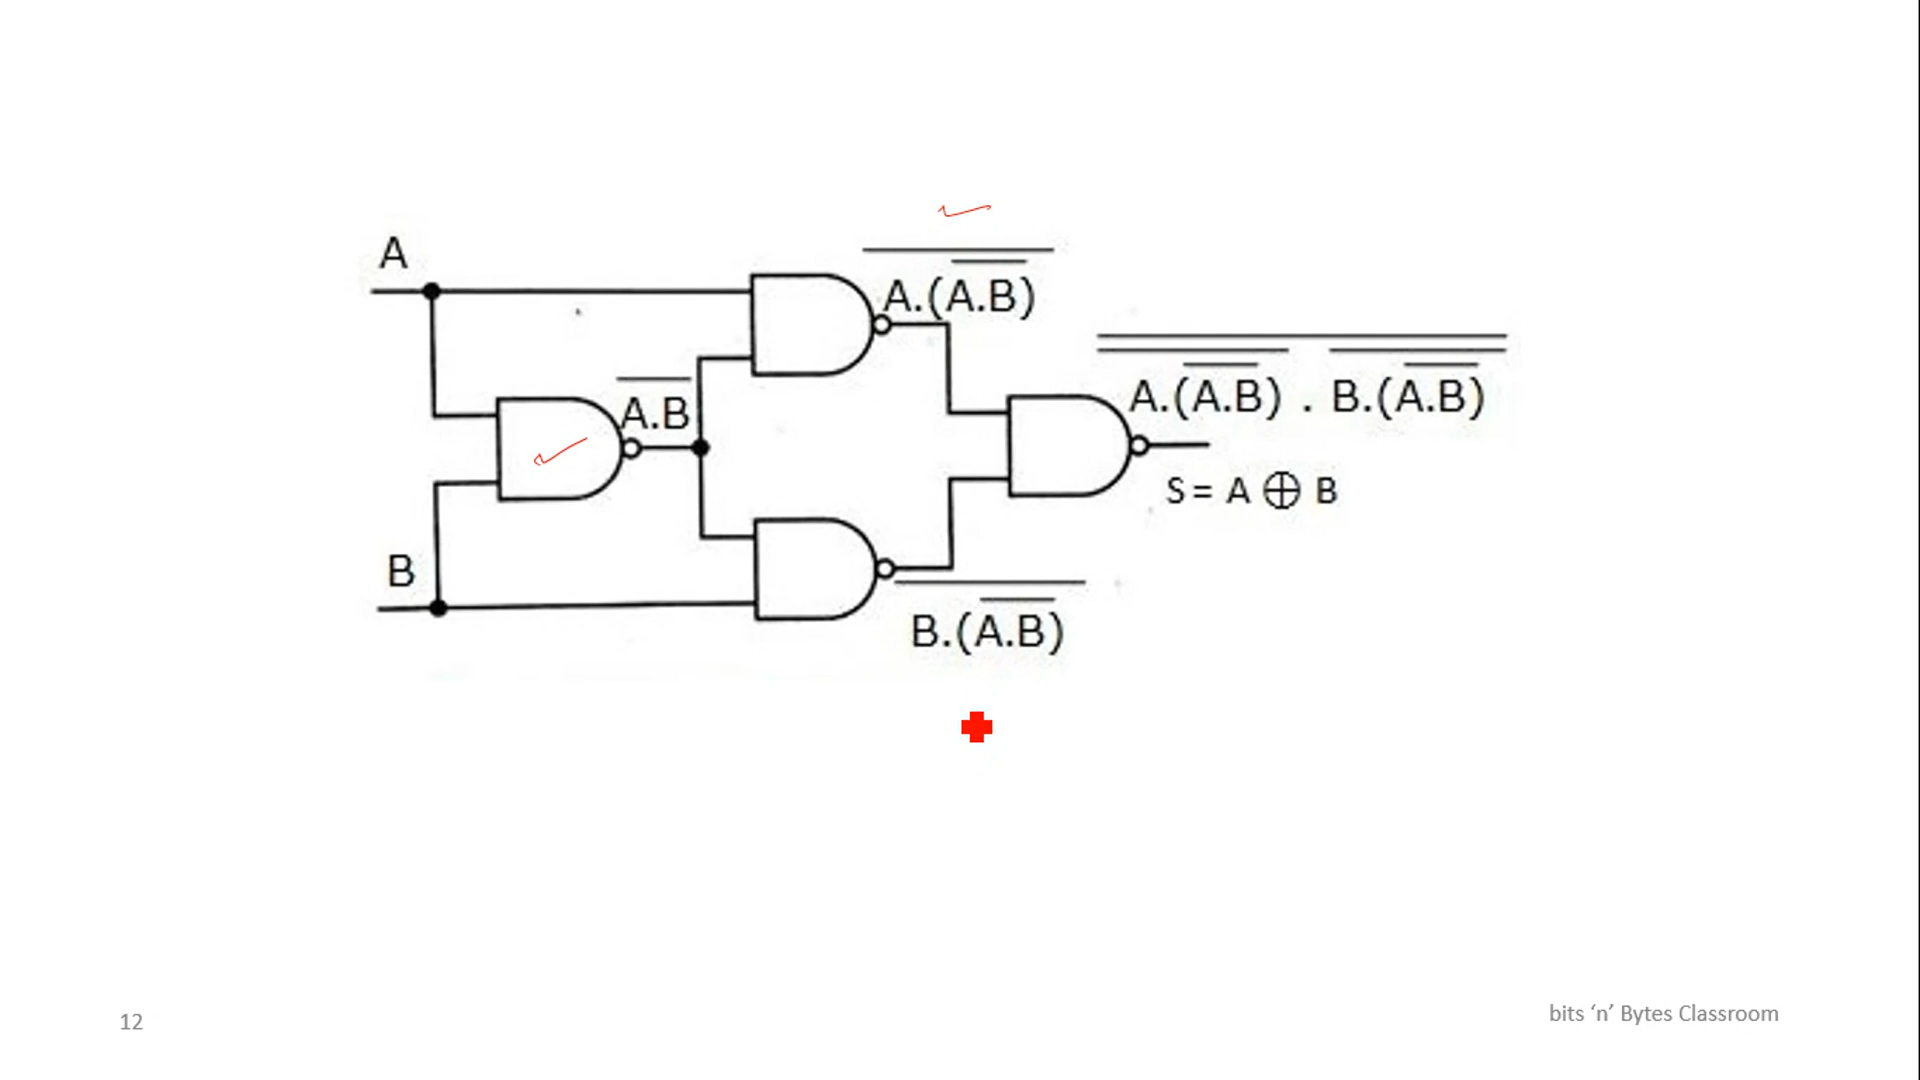 A
A.(A.B)
A.B
A.(A.B) . B.(A.B)
S = A ⊕ B
B
B.(A.B)
12
bits ‘n’ Bytes Classroom